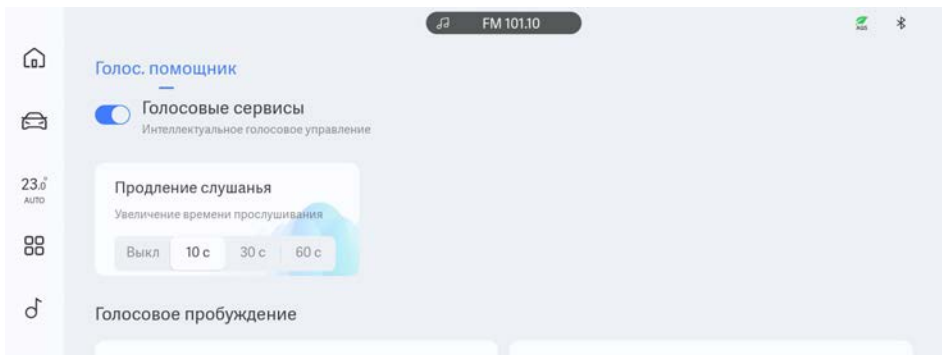 FM 101.10
AQS
Голос. помощник
Голосовые сервисы
Интеллектуальное голосовое управление
23.0°
AUTO
Продление слушанья
Увеличение времени прослушивания
Выкл 10 с 30 с 60 с
Голосовое пробуждение